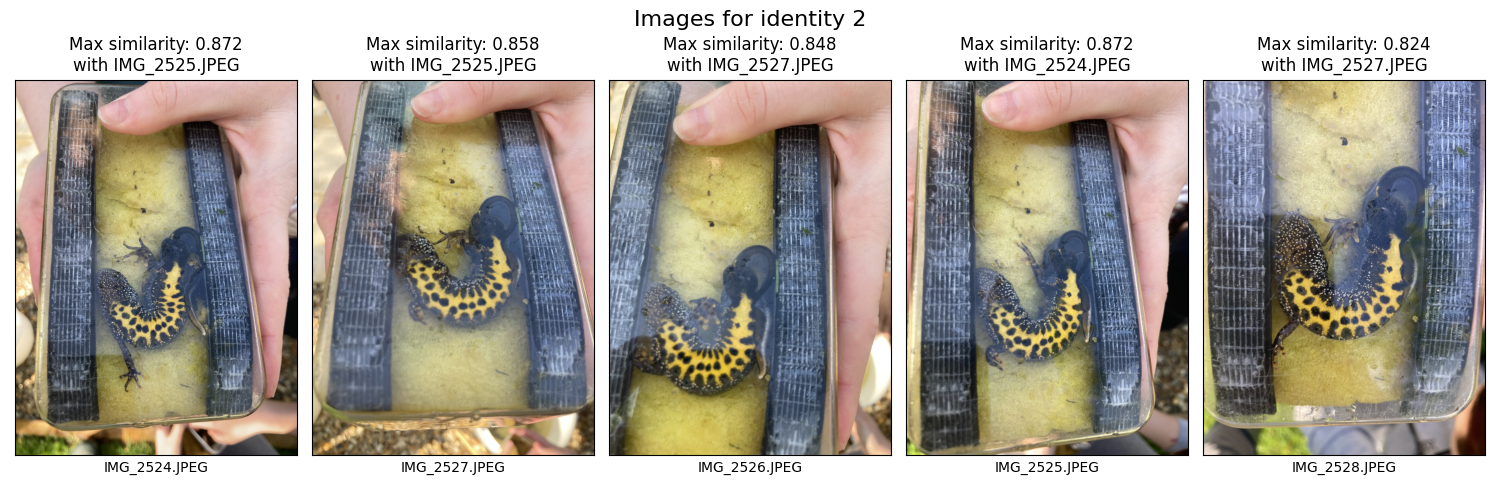 Images for identity 2
Max similarity: 0.872
with IMG_2525.JPEG
Max similarity: 0.858
with IMG_2525.JPEG
Max similarity: 0.848
with IMG_2527.JPEG
Max similarity: 0.872
with IMG_2524.JPEG
Max similarity: 0.824
with IMG_2527.JPEG
IMG_2524.JPEG
IMG_2527.JPEG
IMG_2526.JPEG
IMG_2525.JPEG
IMG_2528.JPEG